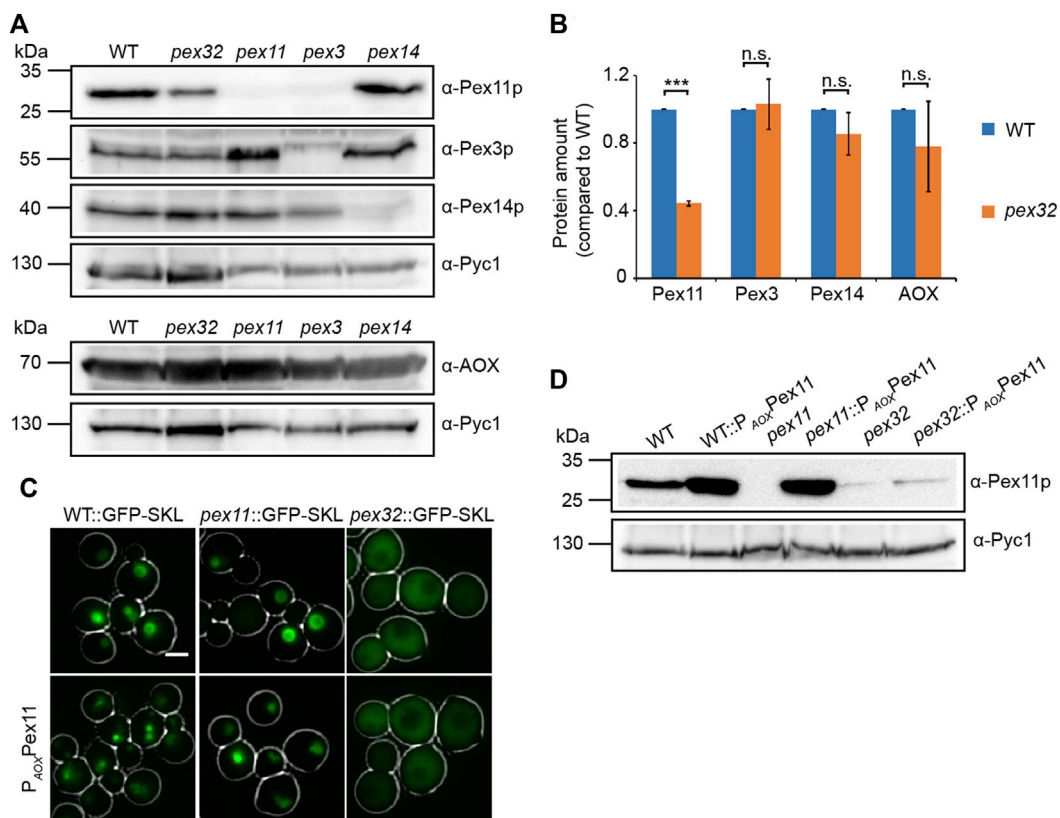 A
kDa WT pex32 pex11 pex3 pex14
35
25
α-Pex11p
55
α-Pex3p
40
α-Pex14p
130
α-Pyc1
kDa WT pex32 pex11 pex3 pex14
70
α-AOX
130
α-Pyc1
B
Protein amount
(compared to WT)
1.2
0.8
0.4
0
*** n.s. n.s. n.s.
Pex11 Pex3 Pex14 AOX
WT
pex32
C
WT::GFP-SKL pex11::GFP-SKL pex32::GFP-SKL
PAOXPex11
D
kDa
WT
WT::PAOXPex11
pex11
pex11::PAOXPex11
pex32
pex32::PAOXPex11
35
25
α-Pex11p
130
α-Pyc1